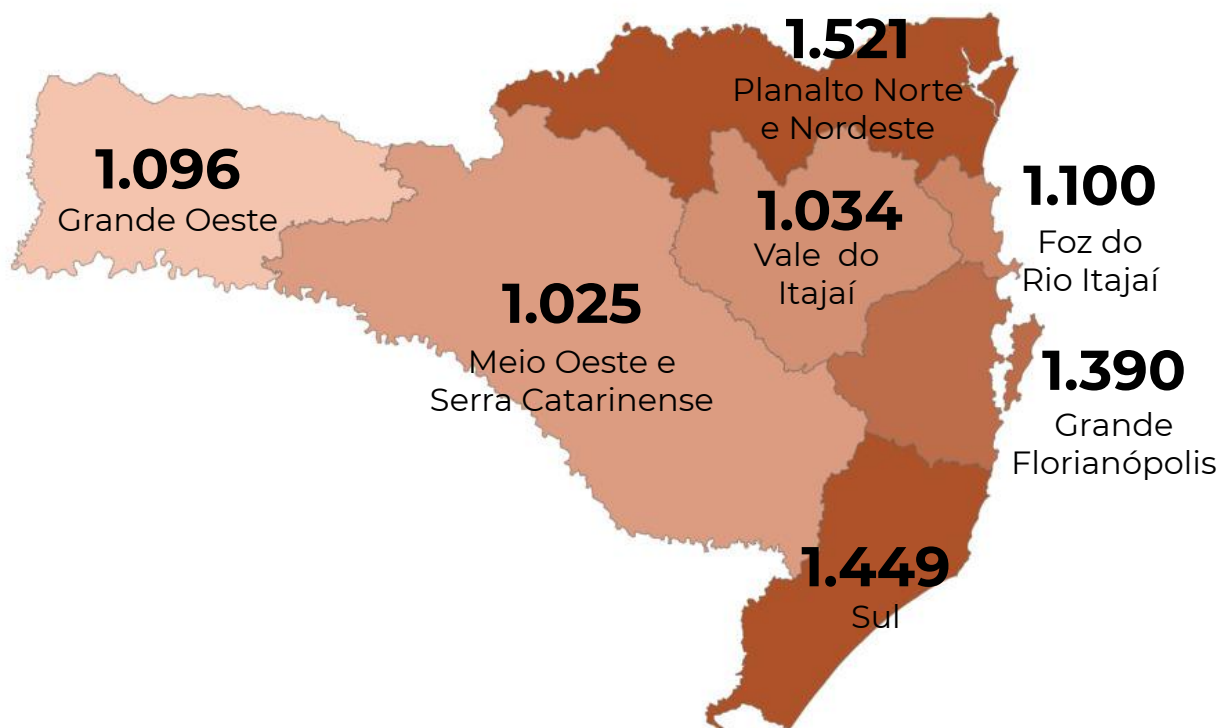 1.521
Planalto Norte
e Nordeste
1.096
Grande Oeste
1.034
Vale do
Itajaí
1.100
Foz do
Rio Itajaí
1.025
Meio Oeste e
Serra Catarinense
1.390
Grande
Florianópolis
1.449
Sul